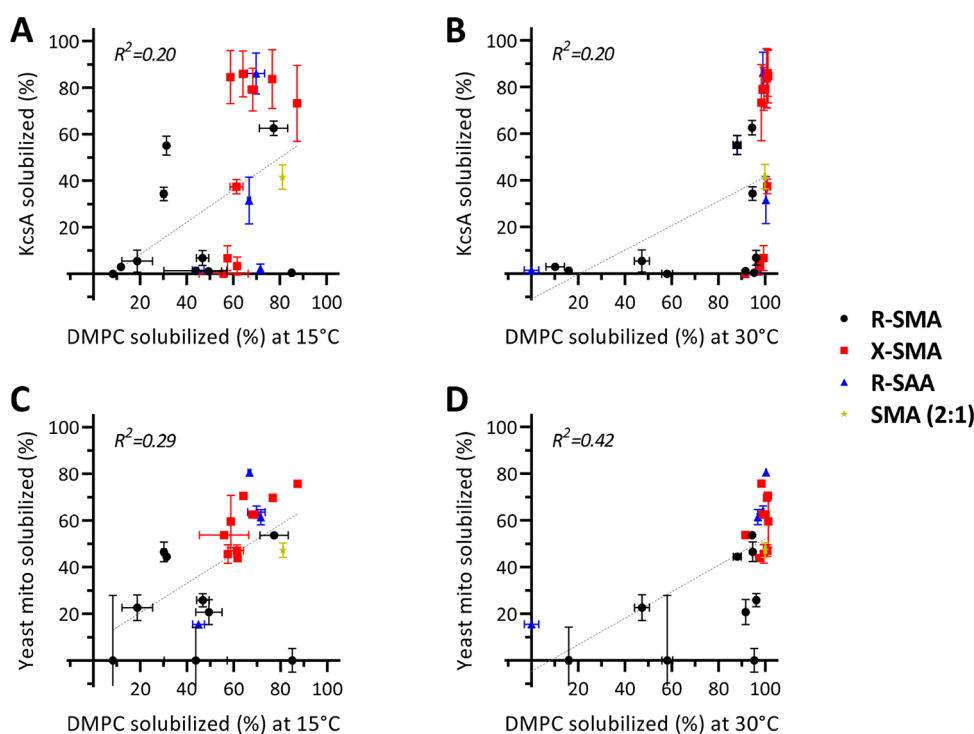 A
R²=0.20
KcsA solubilized (%)
100
80
60
40
20
0
20 40 60 80 100
DMPC solubilized (%) at 15°C
B
R²=0.20
KcsA solubilized (%)
100
80
60
40
20
0
20 40 60 80 100
DMPC solubilized (%) at 30°C
R-SMA
X-SMA
R-SAA
SMA (2:1)
C
R²=0.29
Yeast mito solubilized (%)
100
80
60
40
20
0
20 40 60 80 100
DMPC solubilized (%) at 15°C
D
R²=0.42
Yeast mito solubilized (%)
100
80
60
40
20
0
20 40 60 80 100
DMPC solubilized (%) at 30°C